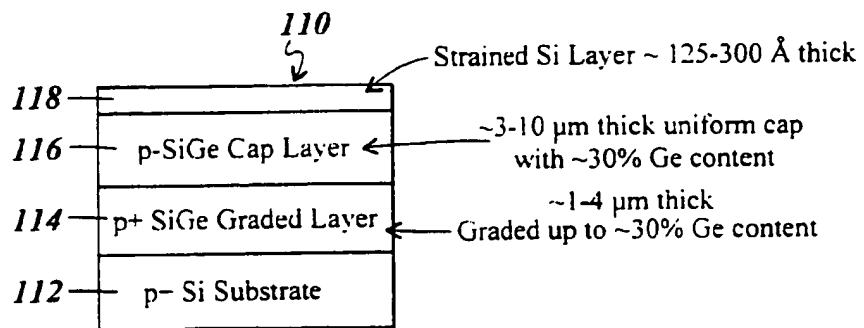 110
Strained Si Layer ~ 125-300 Å thick
118
116
p-SiGe Cap Layer
~3-10 μm thick uniform cap
with ~30% Ge content
114
p+ SiGe Graded Layer
~1-4 μm thick
Graded up to ~30% Ge content
112
p− Si Substrate